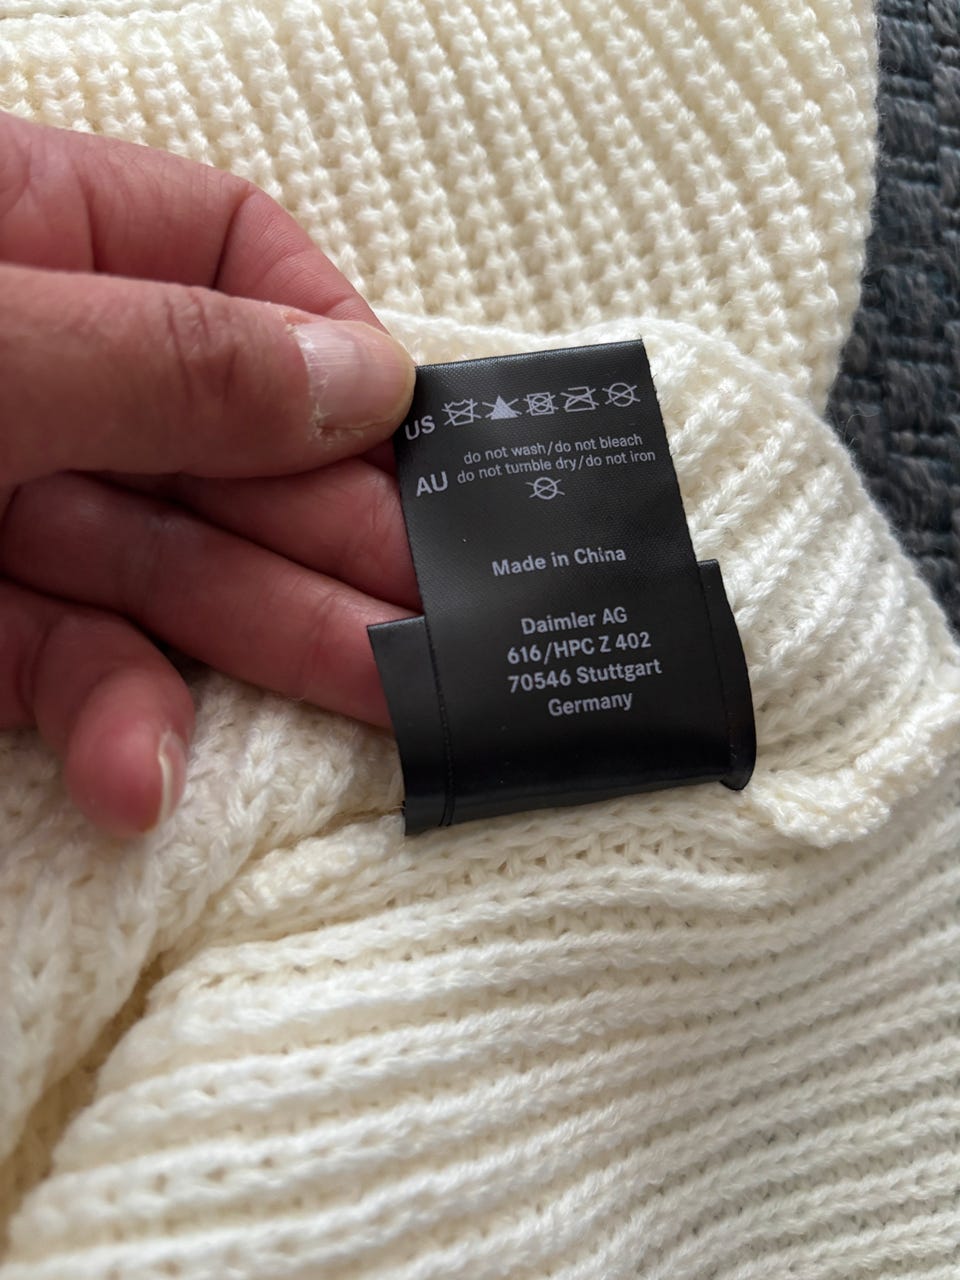 US
do not wash/do not bleach
AU do not tumble dry/do not iron
Made in China
Daimler AG
616/HPC Z 402
70546 Stuttgart
Germany